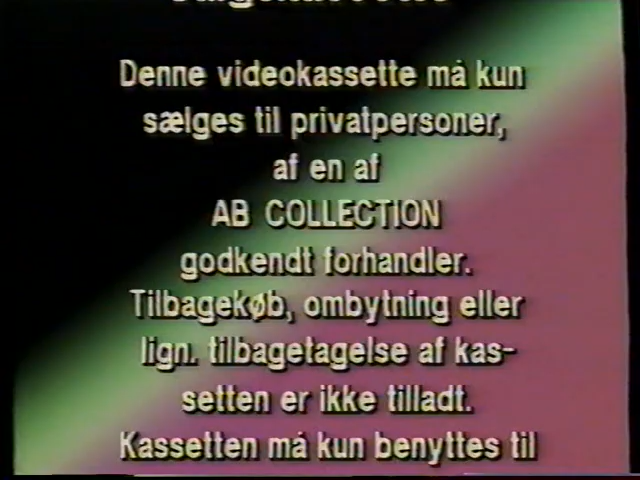 Denne videokassette må kun
sælges til privatpersoner,
af en af
AB COLLECTION
godkendt forhandler.
Tilbagekøb, ombytning eller
lign. tilbagetagelse af kas-
setten er ikke tilladt.
Kassetten må kun benyttes til